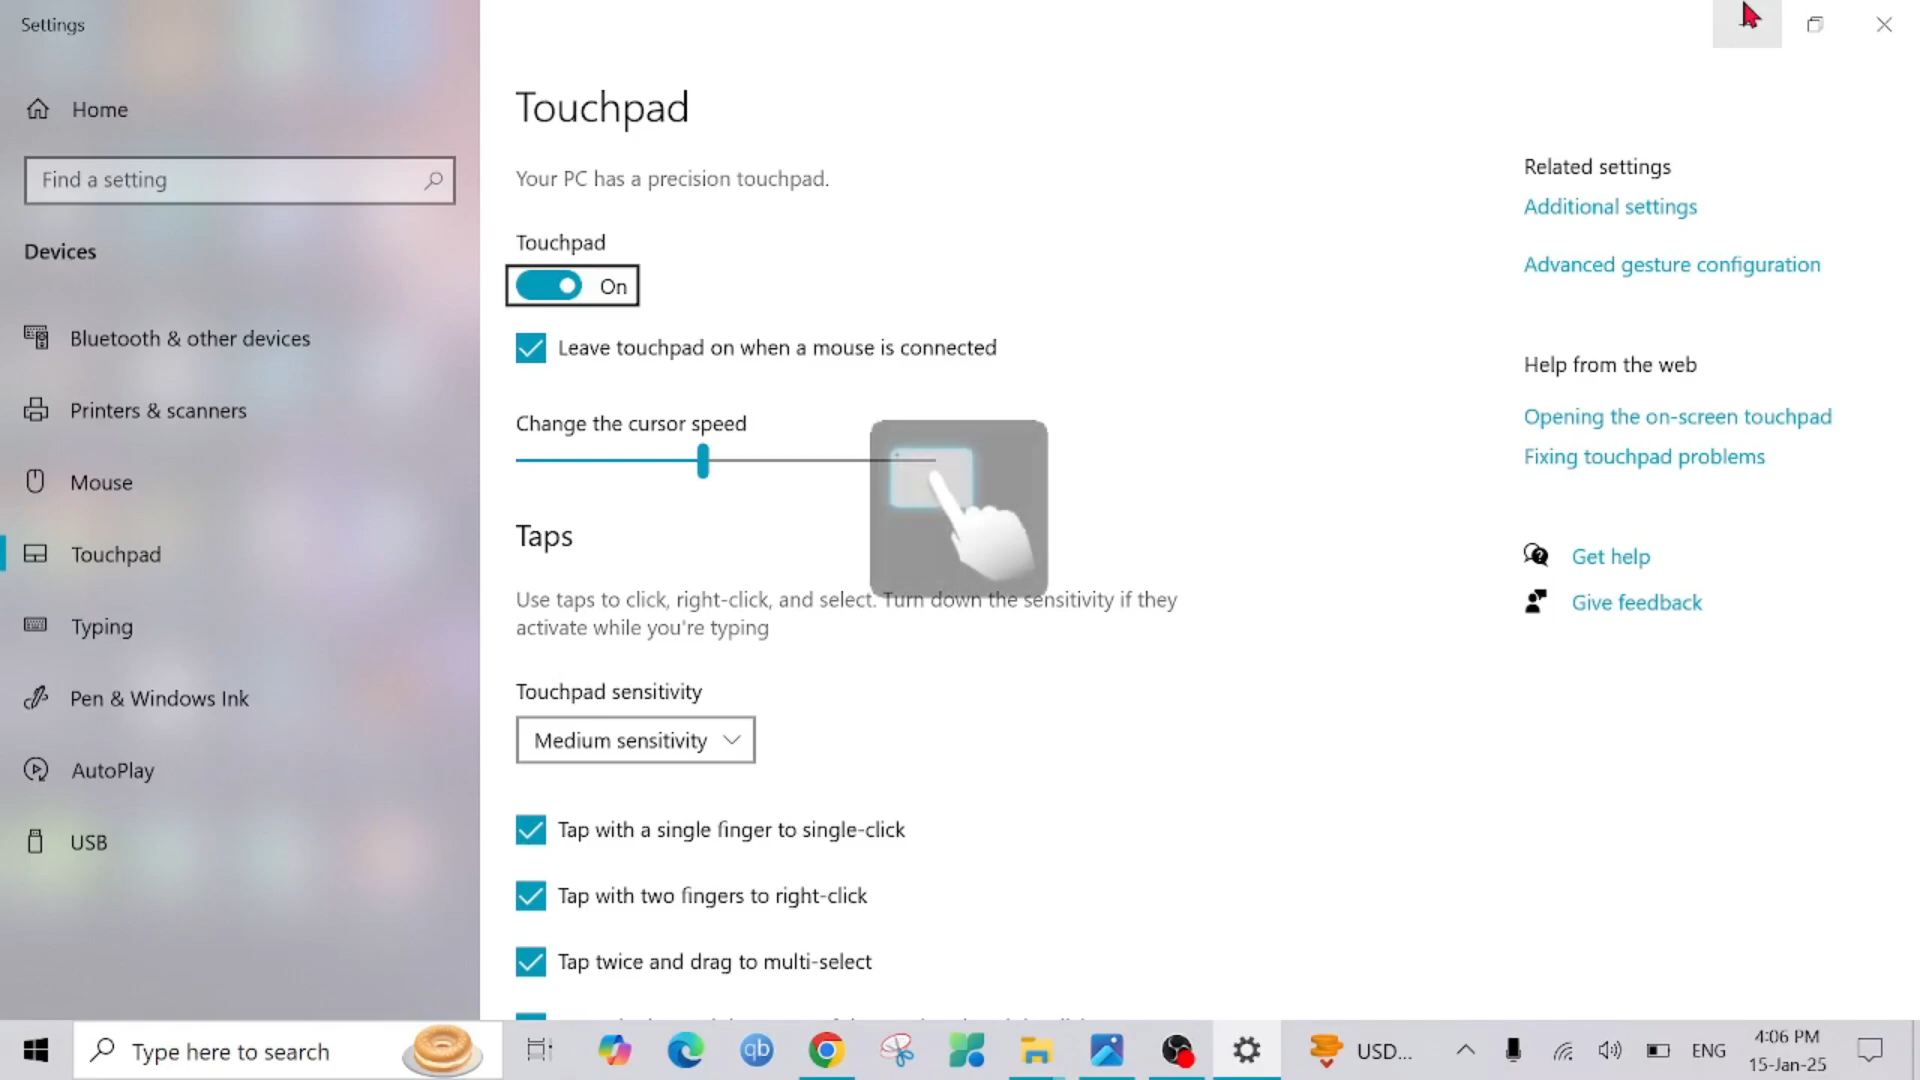 Settings
Home
Find a setting
Devices
Bluetooth & other devices
Printers & scanners
Mouse
Touchpad
Typing
Pen & Windows Ink
AutoPlay
USB
Touchpad
Your PC has a precision touchpad.
Touchpad
On
Leave touchpad on when a mouse is connected
Change the cursor speed
Taps
Use taps to click, right-click, and select. Turn down the sensitivity if they
activate while you're typing
Touchpad sensitivity
Medium sensitivity
Tap with a single finger to single-click
Tap with two fingers to right-click
Tap twice and drag to multi-select
Related settings
Additional settings
Advanced gesture configuration
Help from the web
Opening the on-screen touchpad
Fixing touchpad problems
Get help
Give feedback
Type here to search
qb
USD...
ENG
4:06 PM
15-Jan-25